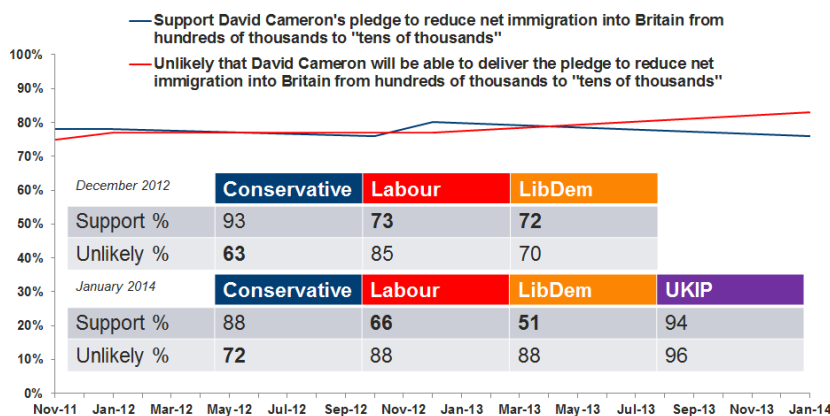 Support David Cameron's pledge to reduce net immigration into Britain from
hundreds of thousands to "tens of thousands"
Unlikely that David Cameron will be able to deliver the pledge to reduce net
immigration into Britain from hundreds of thousands to "tens of thousands"
100%
90%
80%
70%
60%
50%
40%
30%
20%
10%
0%
December 2012 Conservative Labour LibDem
Support % 93 73 72
Unlikely % 63 85 70
January 2014 Conservative Labour LibDem UKIP
Support % 88 66 51 94
Unlikely % 72 88 88 96
Nov-11 Jan-12 Mar-12 May-12 Jul-12 Sep-12 Nov-12 Jan-13 Mar-13 May-13 Jul-13 Sep-13 Nov-13 Jan-14